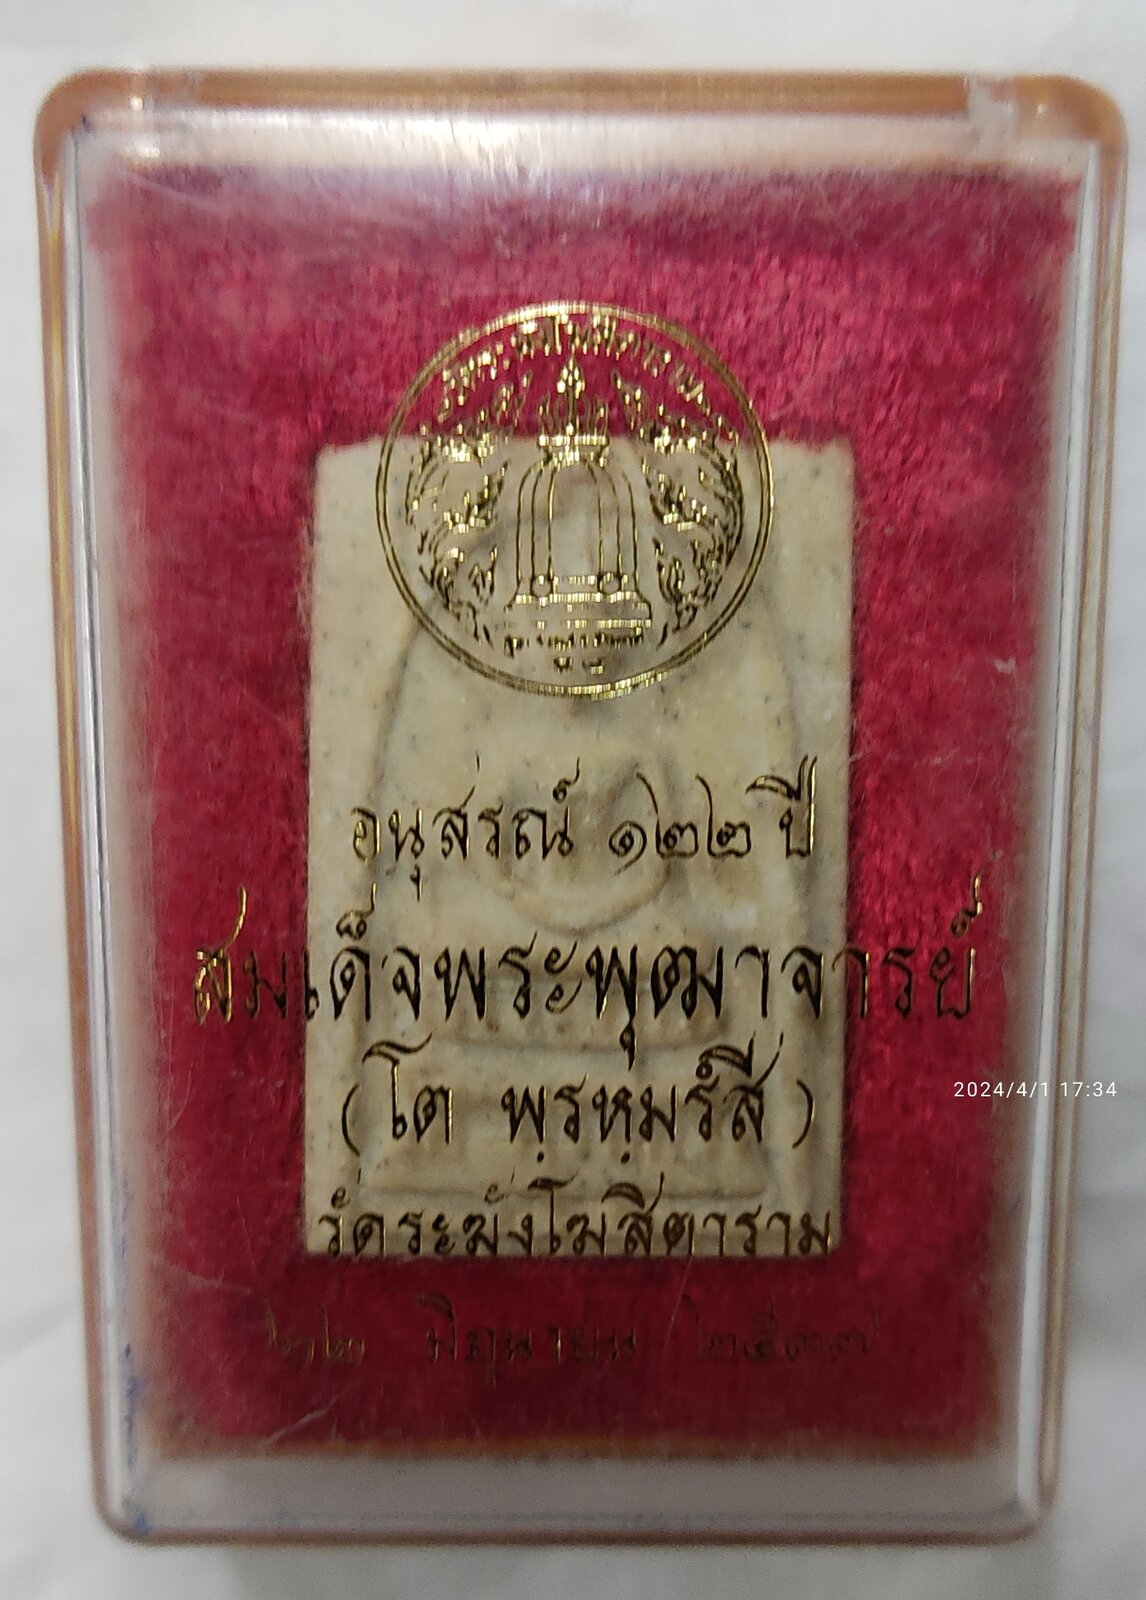 อนุสรณ์ ๑๒๒ ปี
สมเด็จพระพุฒาจารย์
( โต พฺรหฺมรํสี )
วัดระฆังโฆสิตาราม
๒๒ มิถุนายน ๒๕๓๗
2024/4/1 17:34